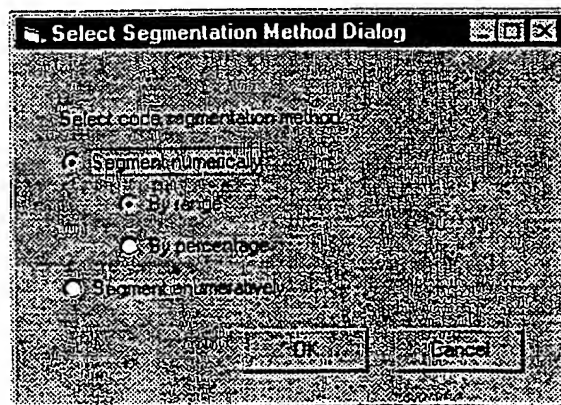 Select Segmentation Method Dialog
Select code segmentation method
Segment numerically
By range
By percentage
Segment enumeratively
OK
Cancel